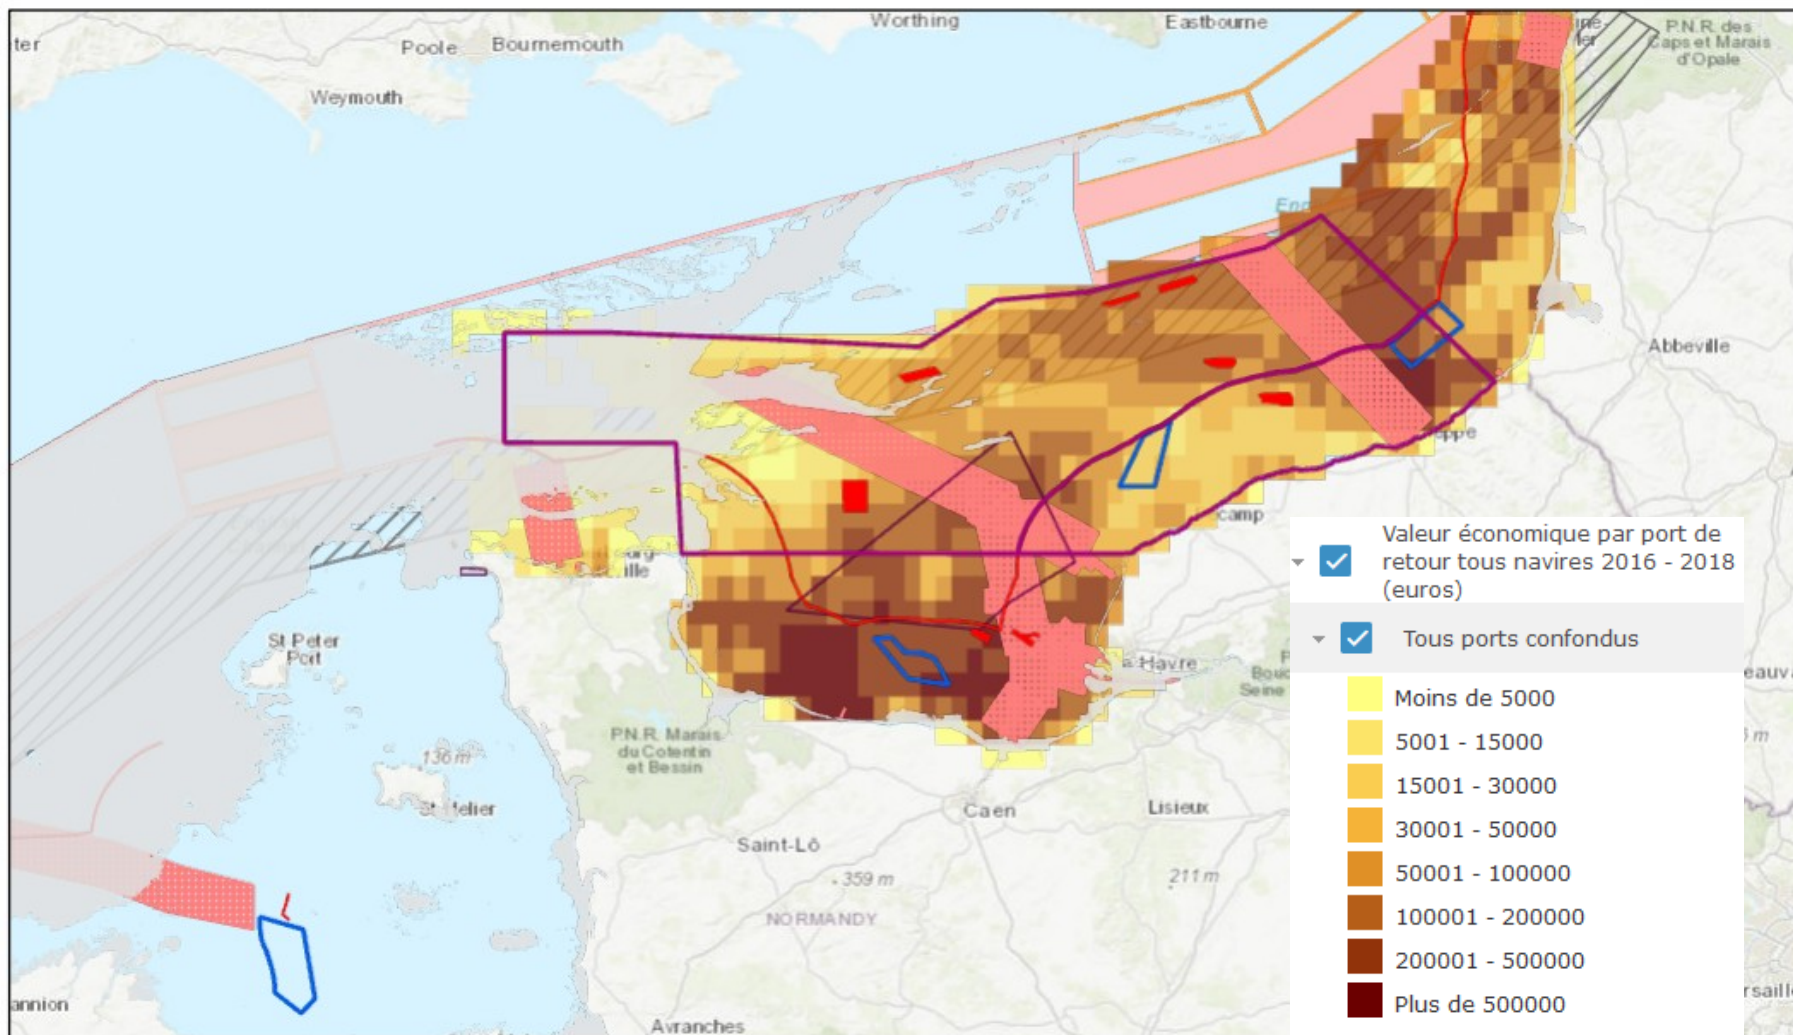 ter
Poole
Bournemouth
Worthing
Eastbourne
P.N.R. des
Caps et Marais
d'Opale
Weymouth
Abbeville
camp
St Peter
Port
136 m
P.N.R. Marais
du Cotentin
et Bessin
Caen
Lisieux
Saint-Lô
359 m
211 m
NORMANDY
annion
Avranches
Valeur économique par port de
retour tous navires 2016 - 2018
(euros)
Tous ports confondus
Moins de 5000
5001 - 15000
15001 - 30000
30001 - 50000
50001 - 100000
100001 - 200000
200001 - 500000
Plus de 500000